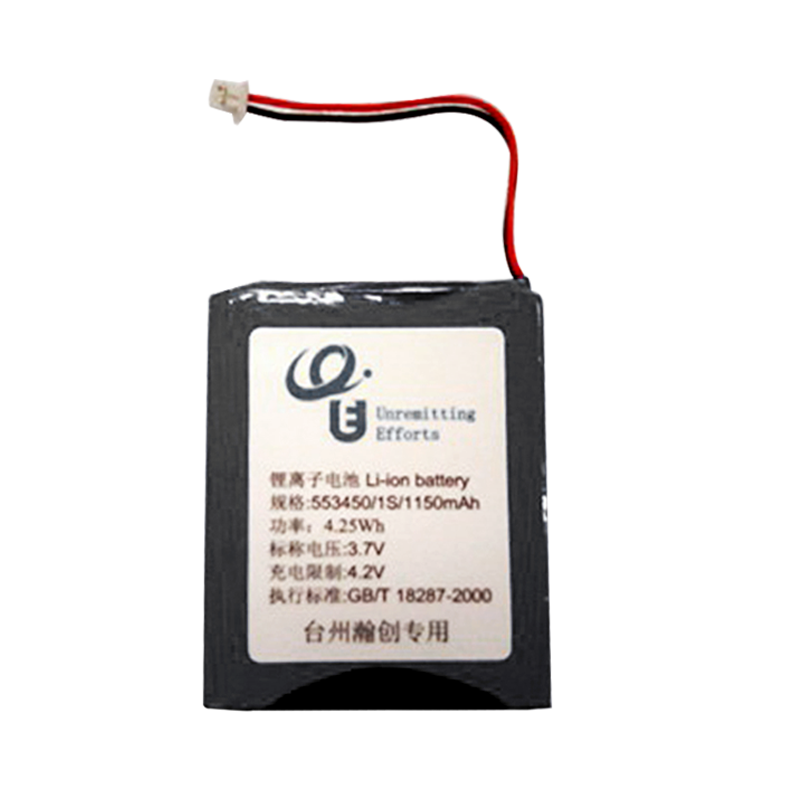 UE
Unremitting
Efforts
锂离子电池 Li-ion battery
规格:553450/1S/1150mAh
功率：4.25Wh
标称电压:3.7V
充电限制:4.2V
执行标准:GB/T 18287-2000
台州瀚创专用